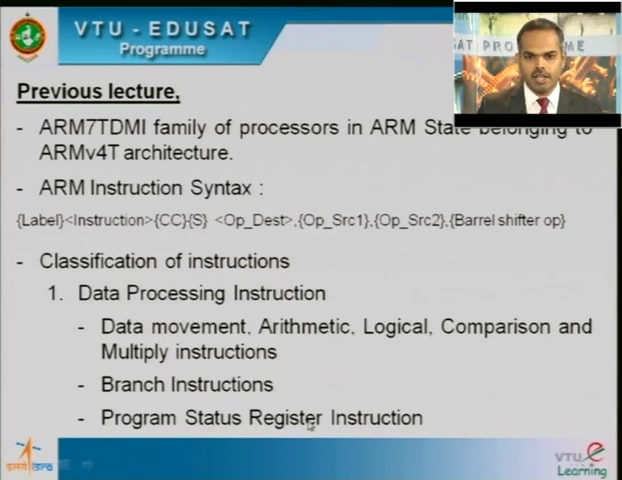 VTU - EDUSAT
Programme
SAT PROGRAMME
Previous lecture,
- ARM7TDMI family of processors in ARM State belonging to
ARMv4T architecture.
- ARM Instruction Syntax :
{Label}<Instruction>{CC}{S} <Op_Dest>,{Op_Src1},{Op_Src2},{Barrel shifter op}
- Classification of instructions
1. Data Processing Instruction
- Data movement, Arithmetic, Logical, Comparison and
Multiply instructions
- Branch Instructions
- Program Status Register Instruction
इसरो isro
VTU e
Learning